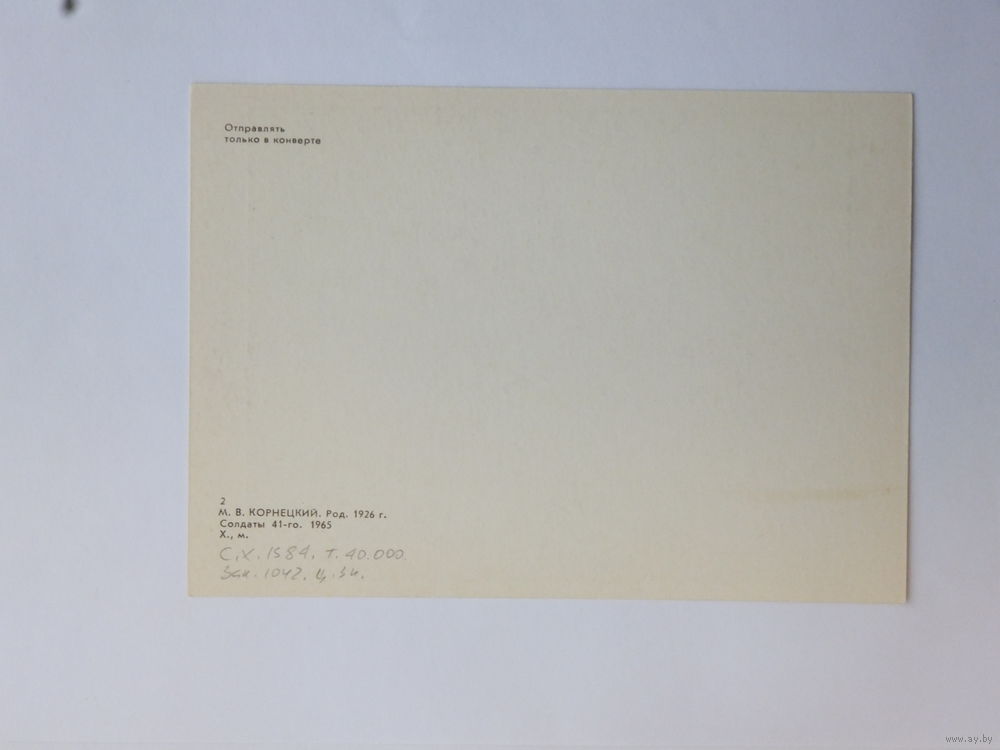 Отправлять
только в конверте
2
М. В. КОРНЕЦКИЙ. Род. 1926 г.
Солдаты 41-го. 1965
Х., м.
С.Х. 1984. т. 40.000
Зак. 1042. ц. 3к.
www.ay.by